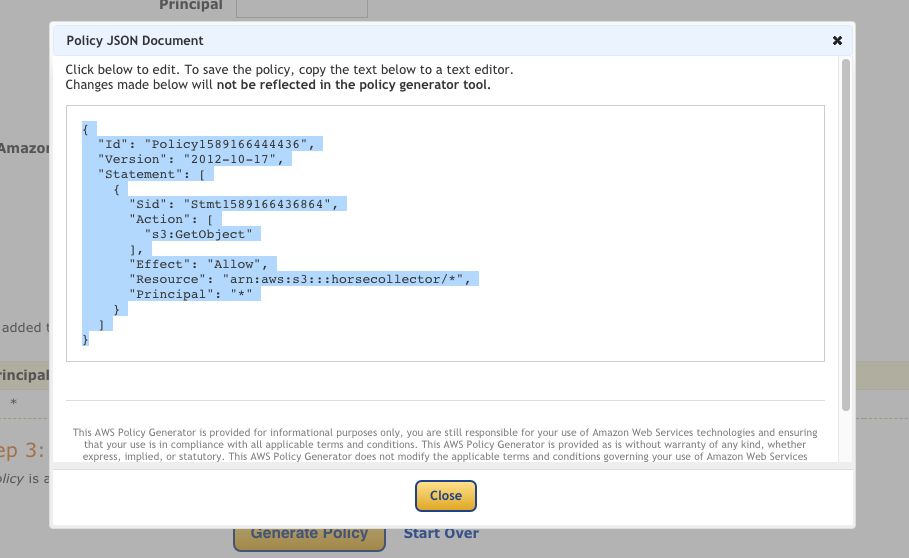 Principal
Policy JSON Document
Click below to edit. To save the policy, copy the text below to a text editor.
Changes made below will not be reflected in the policy generator tool.
{
"Id": "Policy1589166444436",
"Version": "2012-10-17",
"Statement": [
{
"Sid": "Stmt1589166436864",
"Action": [
"s3:GetObject"
],
"Effect": "Allow",
"Resource": "arn:aws:s3:::horsecollector/*",
"Principal": "*"
}
]
}
Amazon
added t
rincipal
*
ep 3:
olicy is a
This AWS Policy Generator is provided for informational purposes only, you are still responsible for your use of Amazon Web Services technologies and ensuring
that your use is in compliance with all applicable terms and conditions. This AWS Policy Generator is provided as is without warranty of any kind, whether
express, implied, or statutory. This AWS Policy Generator does not modify the applicable terms and conditions governing your use of Amazon Web Services
Close
Generate Policy
Start Over